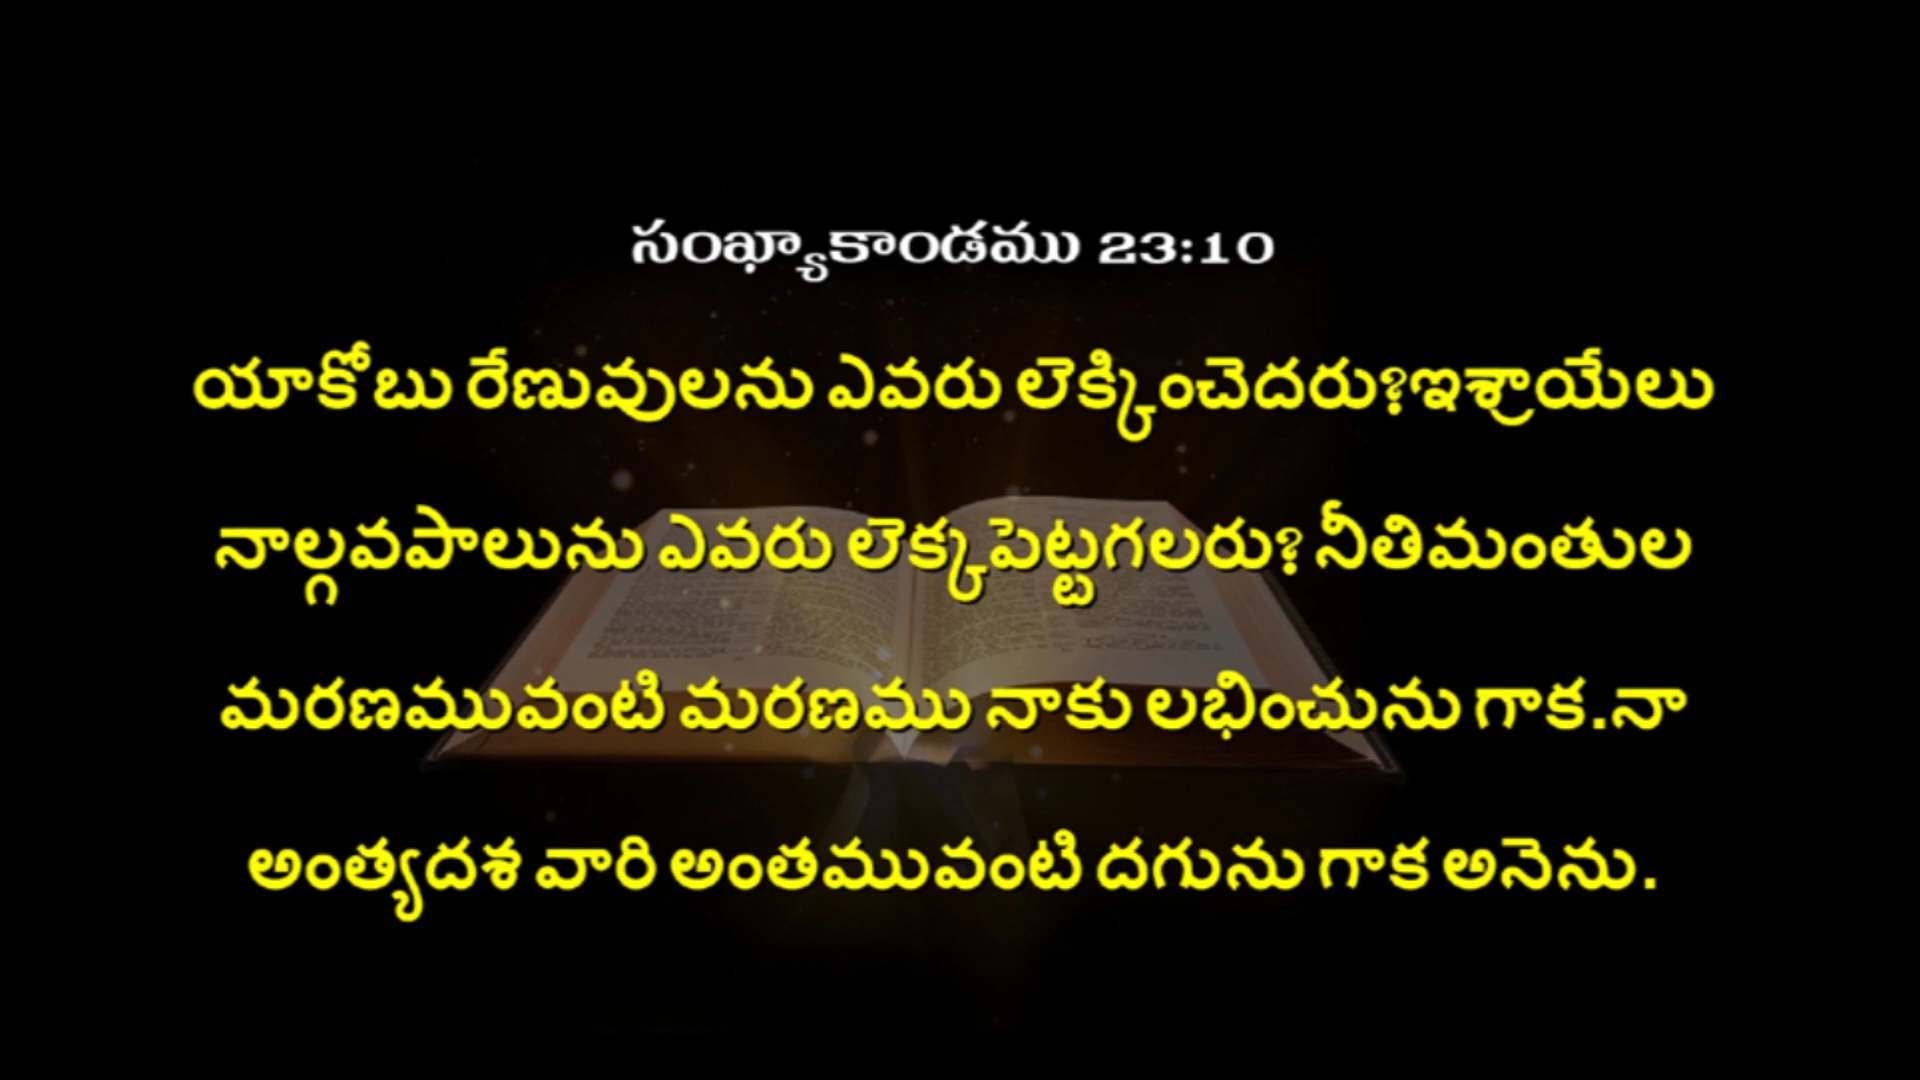 సంఖ్యాకాండము 23:10
యాకోబు రేణువులను ఎవరు లెక్కించెదరు?ఇశ్రాయేలు
నాల్గవపాలును ఎవరు లెక్కపెట్టగలరు? నీతిమంతుల
మరణమువంటి మరణము నాకు లభించును గాక.నా
అంత్యదశ వారి అంతమువంటి దగును గాక అనెను.